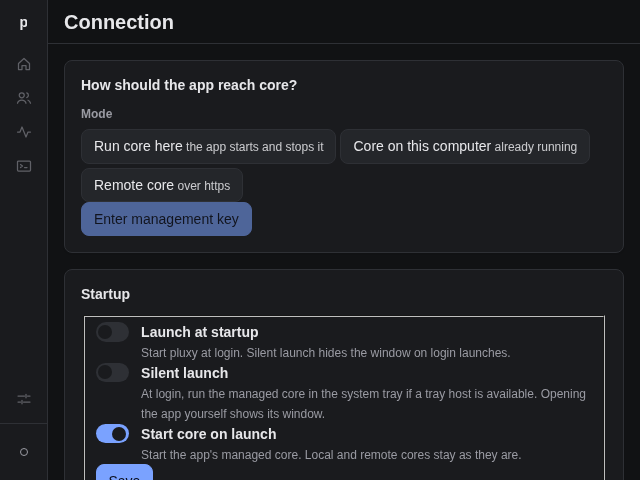 p
Connection
How should the app reach core?
Mode
Run core here the app starts and stops it
Core on this computer already running
Remote core over https
Enter management key
Startup
Launch at startup
Start pluxy at login. Silent launch hides the window on login launches.
Silent launch
At login, run the managed core in the system tray if a tray host is available. Opening
the app yourself shows its window.
Start core on launch
Start the app's managed core. Local and remote cores stay as they are.
Save